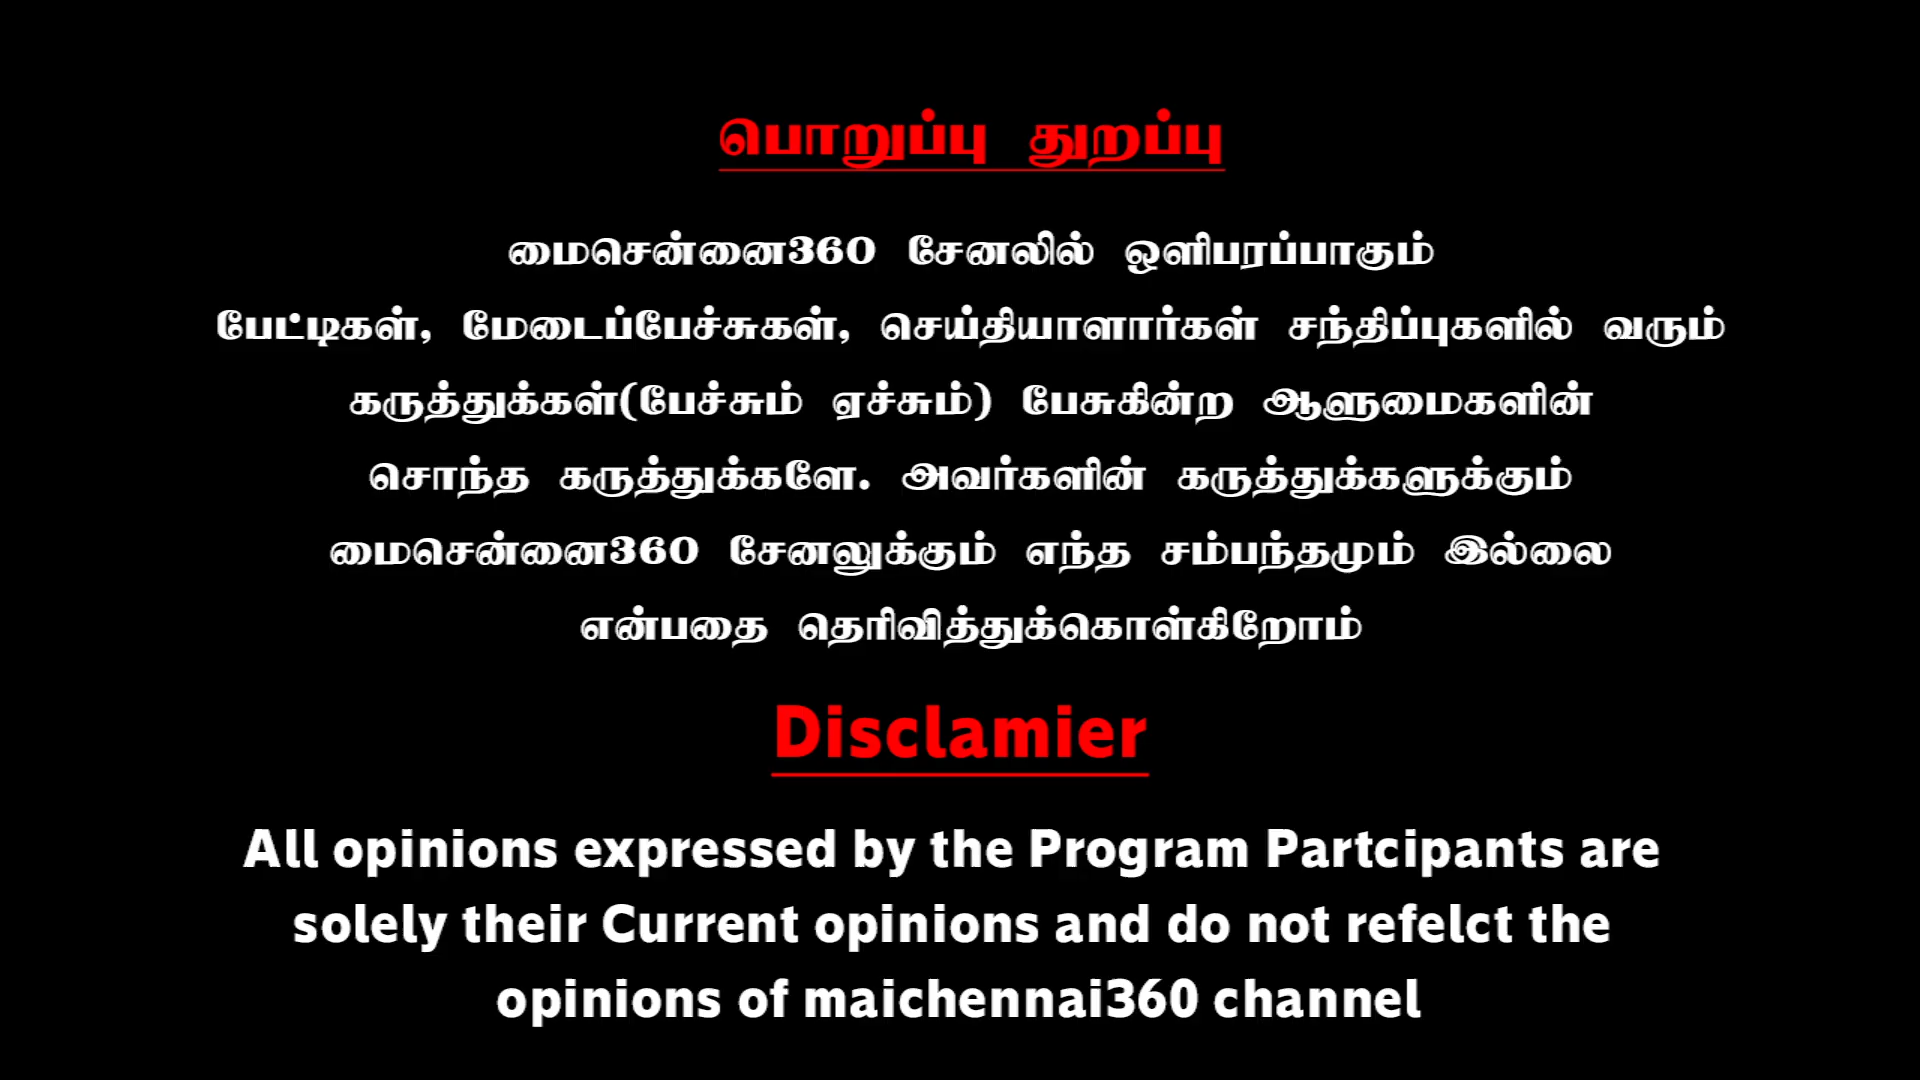 பொறுப்பு துறப்பு
மைசென்னை360 சேனலில் ஒளிபரப்பாகும்
பேட்டிகள், மேடைப்பேச்சுகள், செய்தியாளார்கள் சந்திப்புகளில் வரும்
கருத்துக்கள்(பேச்சும் ஏச்சும்) பேசுகின்ற ஆளுமைகளின்
சொந்த கருத்துக்களே. அவர்களின் கருத்துக்களுக்கும்
மைசென்னை360 சேனலுக்கும் எந்த சம்பந்தமும் இல்லை
என்பதை தெரிவித்துக்கொள்கிறோம்
Disclamier
All opinions expressed by the Program Partcipants are
solely their Current opinions and do not refelct the
opinions of maichennai360 channel